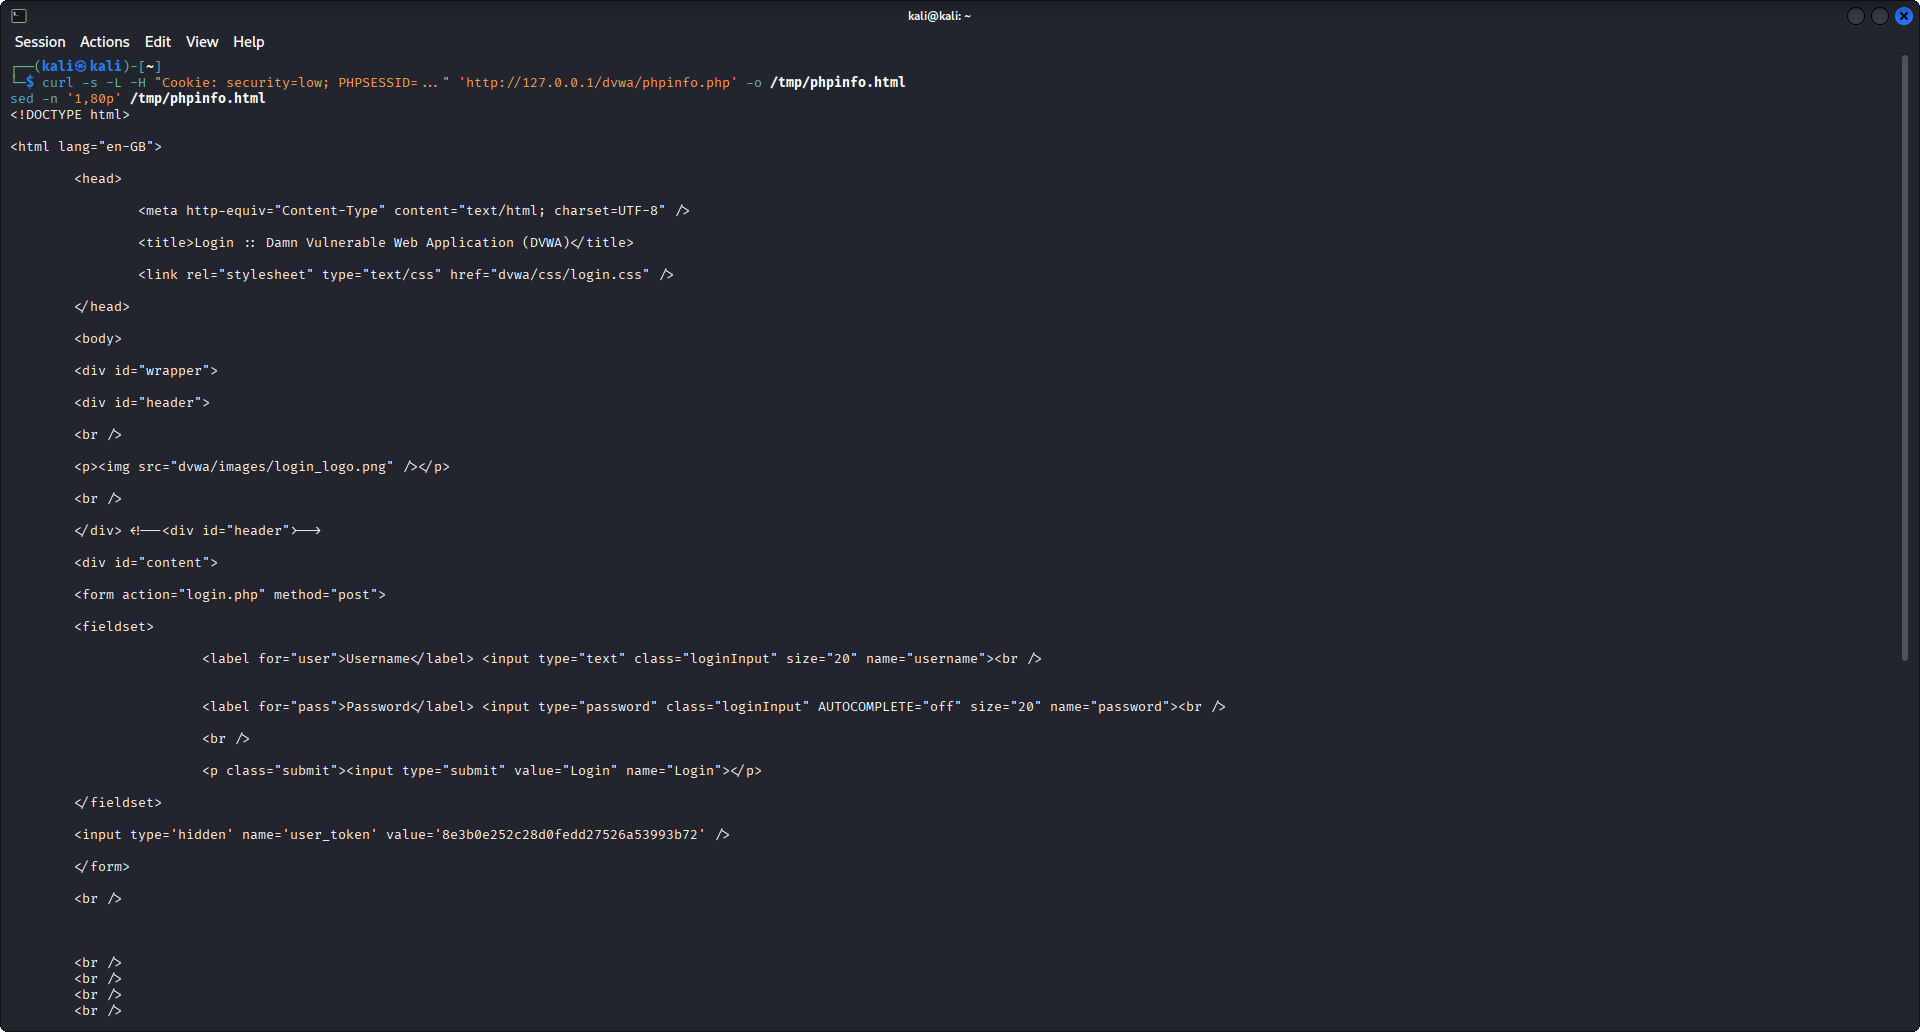 kali@kali: ~
Session Actions Edit View Help
┌──(kali㉿kali)-[~]
└─$ curl -s -L -H "Cookie: security=low; PHPSESSID=..." 'http://127.0.0.1/dvwa/phpinfo.php' -o /tmp/phpinfo.html
sed -n '1,80p' /tmp/phpinfo.html
<!DOCTYPE html>
<html lang="en-GB">
<head>
<meta http-equiv="Content-Type" content="text/html; charset=UTF-8" />
<title>Login :: Damn Vulnerable Web Application (DVWA)</title>
<link rel="stylesheet" type="text/css" href="dvwa/css/login.css" />
</head>
<body>
<div id="wrapper">
<div id="header">
<br />
<p><img src="dvwa/images/login_logo.png" /></p>
<br />
</div> <!--<div id="header">-->
<div id="content">
<form action="login.php" method="post">
<fieldset>
<label for="user">Username</label> <input type="text" class="loginInput" size="20" name="username"><br />
<label for="pass">Password</label> <input type="password" class="loginInput" AUTOCOMPLETE="off" size="20" name="password"><br />
<br />
<p class="submit"><input type="submit" value="Login" name="Login"></p>
</fieldset>
<input type='hidden' name='user_token' value='8e3b0e252c28d0fedd27526a53993b72' />
</form>
<br />
<br />
<br />
<br />
<br />